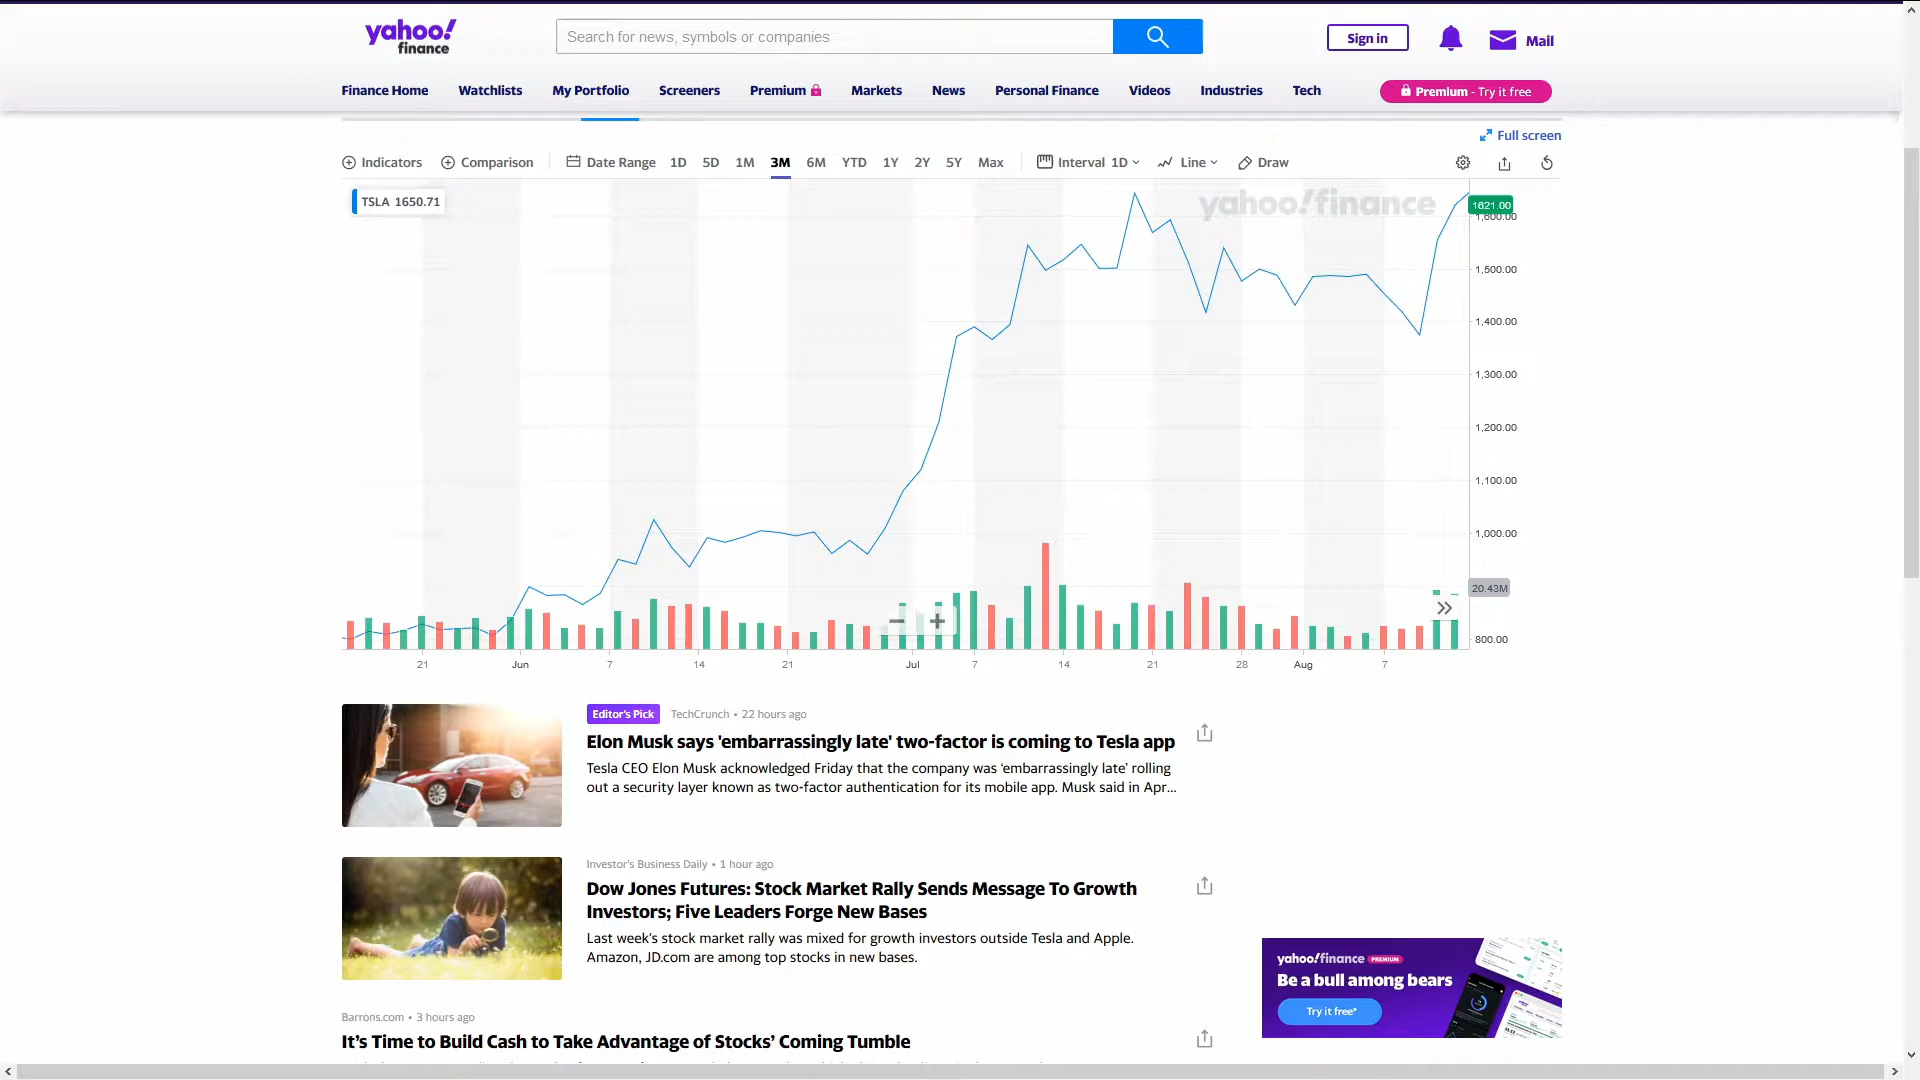 yahoo!
finance
Search for news, symbols or companies
Sign in
Mail
Finance Home Watchlists My Portfolio Screeners Premium Markets News Personal Finance Videos Industries Tech
Premium - Try it free
Full screen
Indicators Comparison Date Range 1D 5D 1M 3M 6M YTD 1Y 2Y 5Y Max Interval 1D Line Draw
TSLA 1650.71
yahoo!finance
1621.00
1,600.00
1,500.00
1,400.00
1,300.00
1,200.00
1,100.00
1,000.00
20.43M
800.00
21 Jun 7 14 21 Jul 7 14 21 28 Aug 7
Editor's Pick TechCrunch • 22 hours ago
Elon Musk says 'embarrassingly late' two-factor is coming to Tesla app
Tesla CEO Elon Musk acknowledged Friday that the company was ‘embarrassingly late’ rolling
out a security layer known as two-factor authentication for its mobile app. Musk said in Apr...
Investor's Business Daily • 1 hour ago
Dow Jones Futures: Stock Market Rally Sends Message To Growth
Investors; Five Leaders Forge New Bases
Last week's stock market rally was mixed for growth investors outside Tesla and Apple.
Amazon, JD.com are among top stocks in new bases.
yahoo!finance PREMIUM
Be a bull among bears
Try it free*
Barrons.com • 3 hours ago
It’s Time to Build Cash to Take Advantage of Stocks’ Coming Tumble